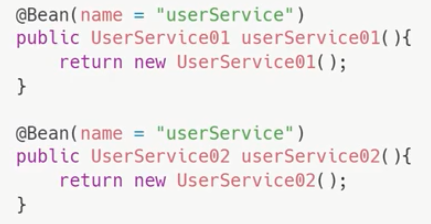 @Bean(name = "userService")
public UserService01 userService01(){
    return new UserService01();
}

@Bean(name = "userService")
public UserService02 userService02(){
    return new UserService02();
}